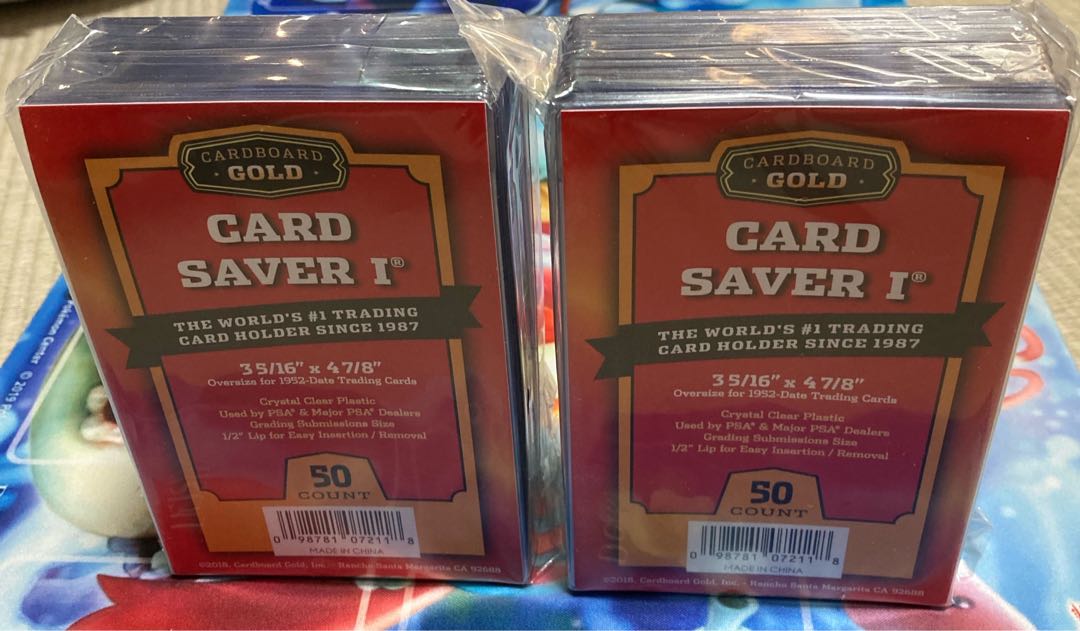 CARDBOARD
GOLD
CARD
SAVER I®
THE WORLD'S #1 TRADING
CARD HOLDER SINCE 1987
3 5/16" x 4 7/8"
Oversize for 1952-Date Trading Cards
Crystal Clear Plastic
Used by PSA® & Major PSA® Dealers
Grading Submissions Size
1/2" Lip for Easy Insertion / Removal
50
COUNT
0 98781 07211 8
MADE IN CHINA
©2018, Cardboard Gold, Inc. - Rancho Santa Margarita CA 92688
CARDBOARD
GOLD
CARD
SAVER I®
THE WORLD'S #1 TRADING
CARD HOLDER SINCE 1987
3 5/16" x 4 7/8"
Oversize for 1952-Date Trading Cards
Crystal Clear Plastic
Used by PSA® & Major PSA® Dealers
Grading Submissions Size
1/2" Lip for Easy Insertion / Removal
50
COUNT
0 98781 07211 8
MADE IN CHINA
©2018, Cardboard Gold, Inc. - Rancho Santa Margarita CA 92688
Pokémon Center © 2019